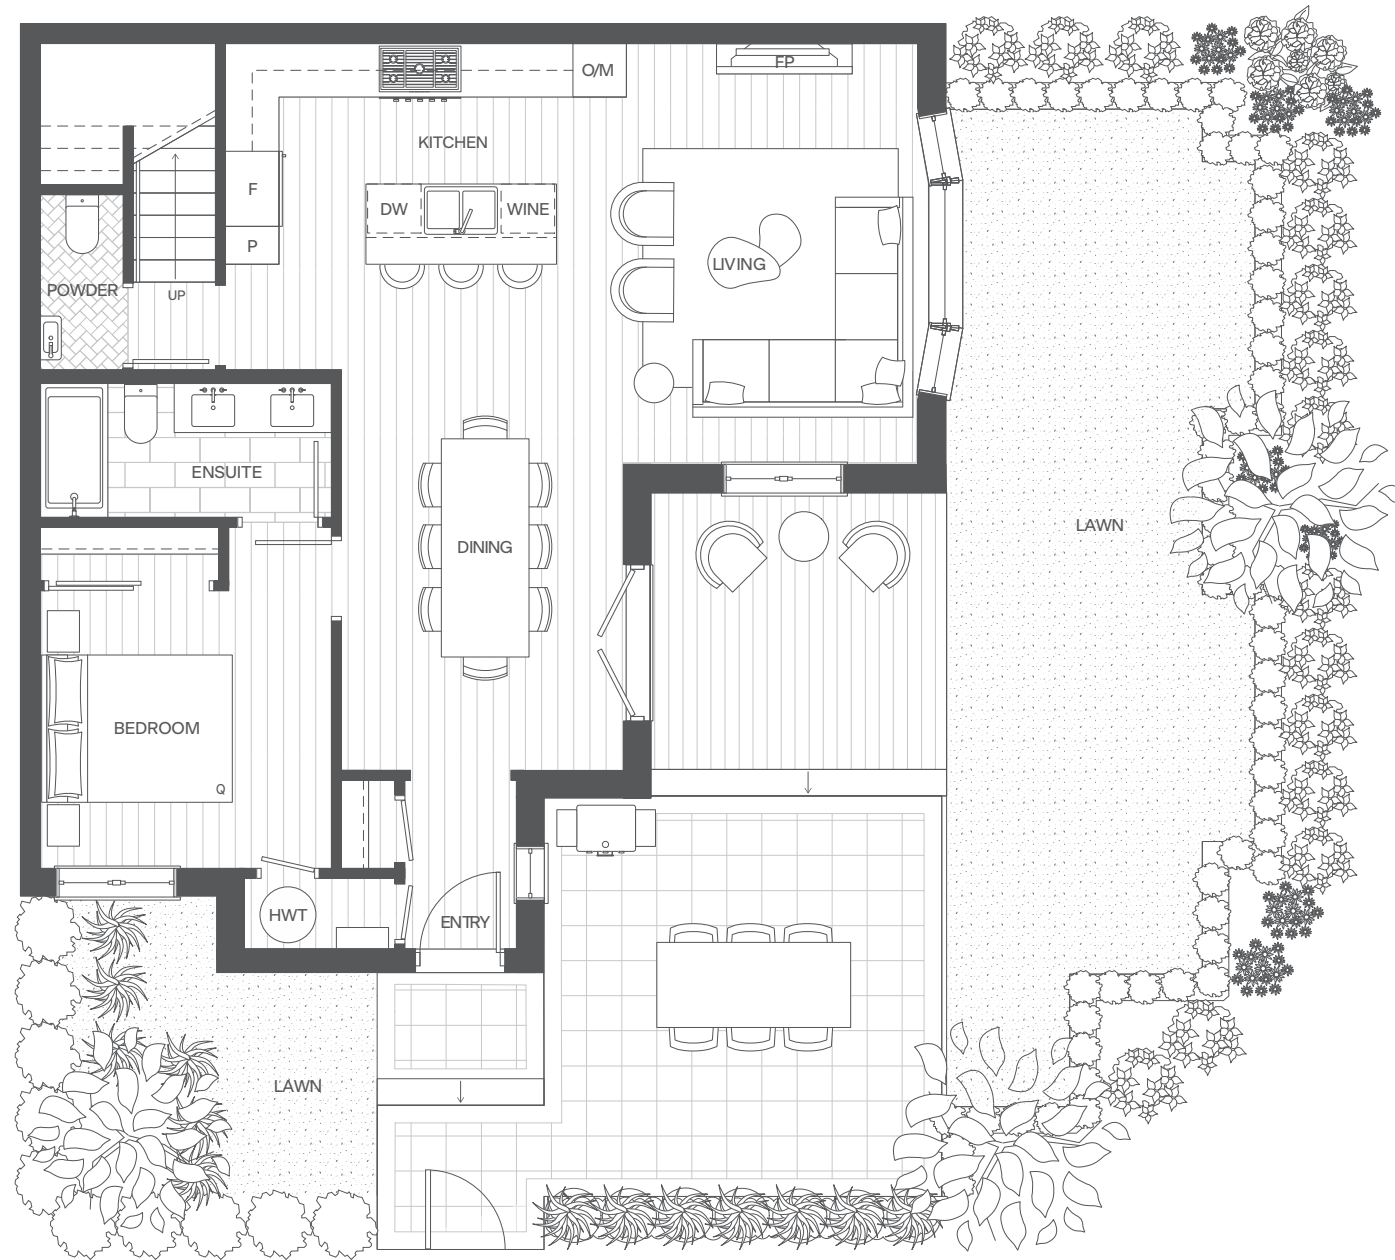 O/M
FP
KITCHEN
F
DW
WINE
P
LIVING
POWDER
UP
ENSUITE
LAWN
DINING
BEDROOM
Q
HWT
ENTRY
LAWN